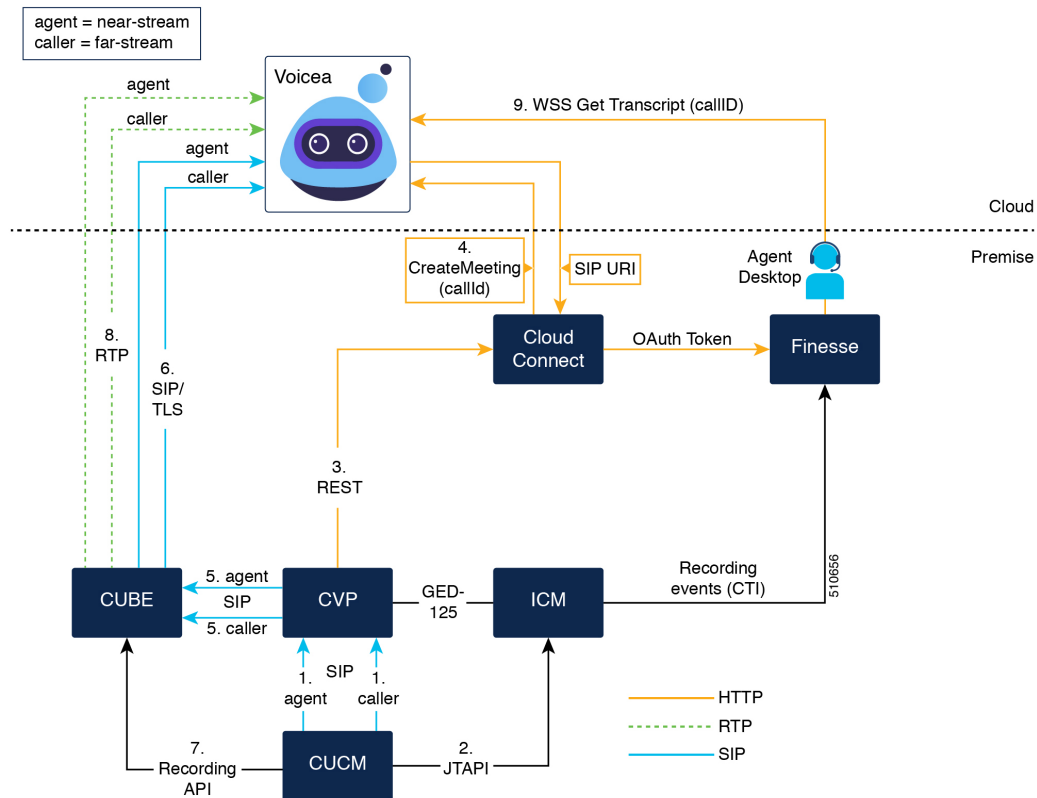 agent = near-stream
caller = far-stream
Voicea
agent
caller
agent
caller
9. WSS Get Transcript (callID)
Cloud
Premise
4.
CreateMeeting
(callId)
SIP URI
Agent
Desktop
8.
RTP
6.
SIP/
TLS
Cloud
Connect
OAuth Token
Finesse
3.
REST
CUBE
5. agent
SIP
5. caller
CVP
GED-
125
ICM
Recording
events (CTI)
510656
1.
agent
SIP
1.
caller
7.
Recording
API
CUCM
2.
JTAPI
HTTP
RTP
SIP